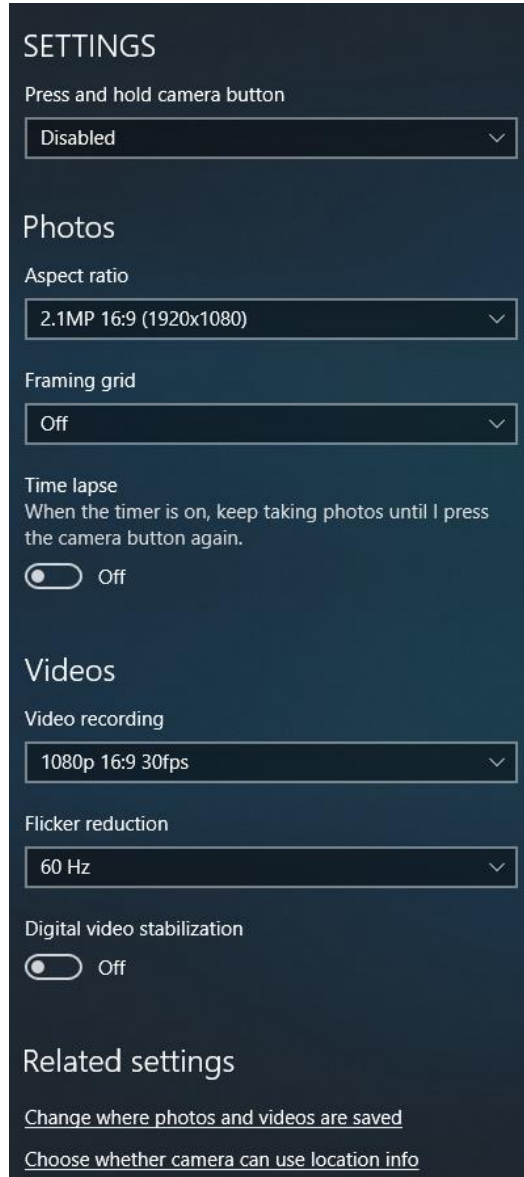 SETTINGS
Press and hold camera button
Disabled
Photos
Aspect ratio
2.1MP 16:9 (1920x1080)
Framing grid
Off
Time lapse
When the timer is on, keep taking photos until I press
the camera button again.
Off
Videos
Video recording
1080p 16:9 30fps
Flicker reduction
60 Hz
Digital video stabilization
Off
Related settings
Change where photos and videos are saved
Choose whether camera can use location info